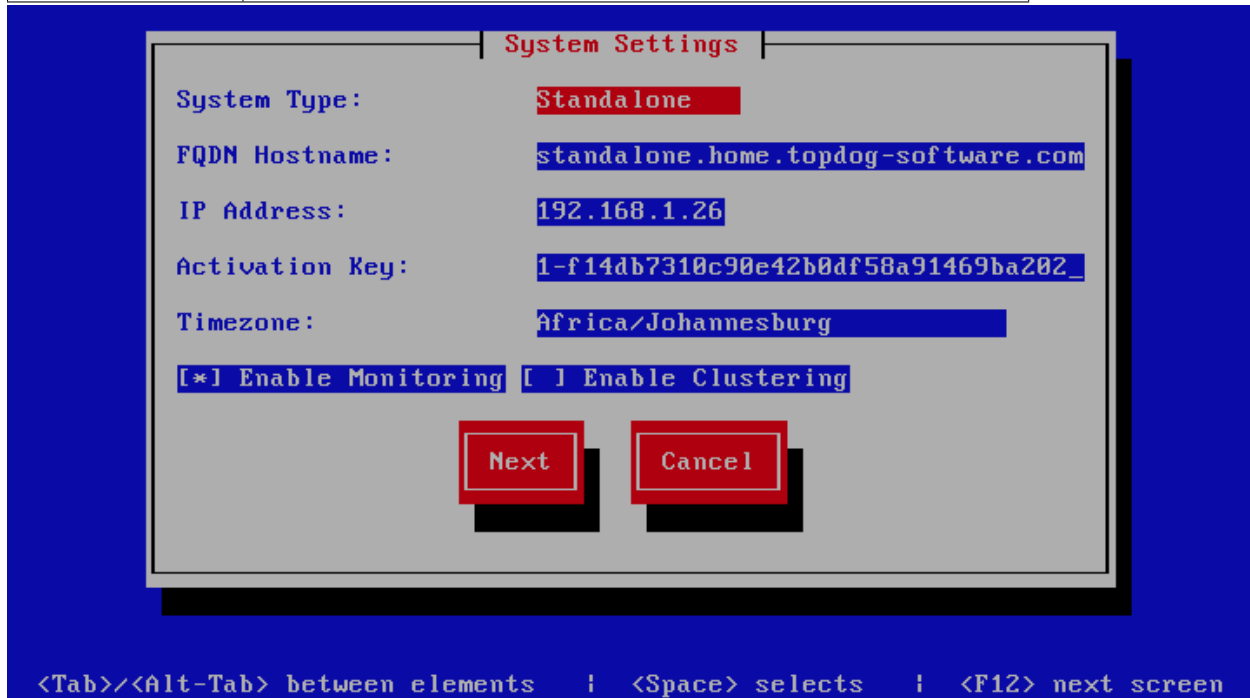 System Settings
System Type: Standalone
FQDN Hostname: standalone.home.topdog-software.com
IP Address: 192.168.1.26
Activation Key: 1-f14db7310c90e42b0df58a91469ba202_
Timezone: Africa/Johannesburg
[*] Enable Monitoring [ ] Enable Clustering
Next Cancel
<Tab>/<Alt-Tab> between elements | <Space> selects | <F12> next screen